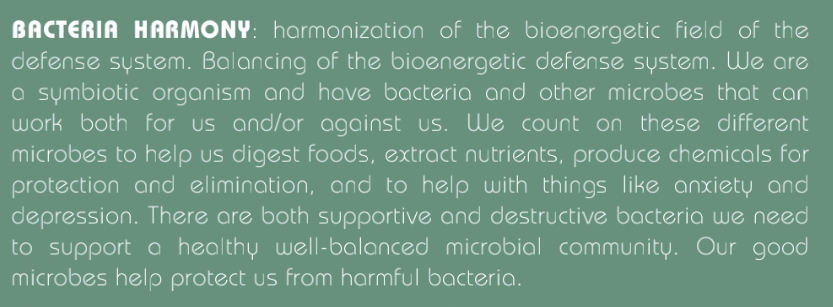 BACTERIA HARMONY: harmonization of the bioenergetic field of the
defense system. Balancing of the bioenergetic defense system. We are
a symbiotic organism and have bacteria and other microbes that can
work both for us and/or against us. We count on these different
microbes to help us digest foods, extract nutrients, produce chemicals for
protection and elimination, and to help with things like anxiety and
depression. There are both supportive and destructive bacteria we need
to support a healthy well-balanced microbial community. Our good
microbes help protect us from harmful bacteria.